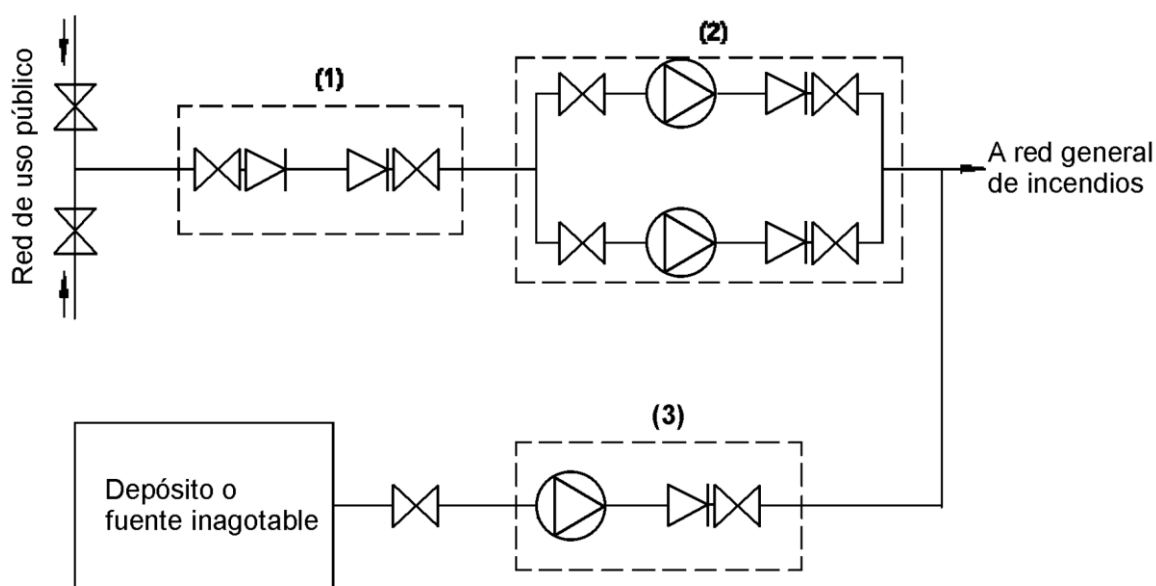 Red de uso público
(1)
(2)
A red general
de incendios
(3)
Depósito o
fuente inagotable